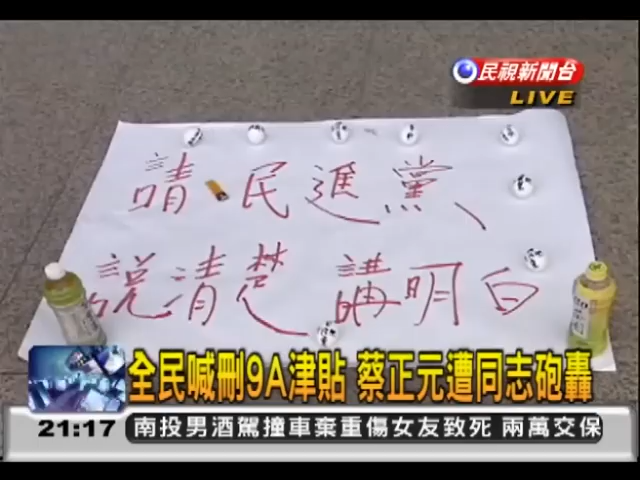 民視新聞台
LIVE
請民進黨
說清楚 講明白
全民喊刪9A津貼 蔡正元遭同志砲轟
21:17 南投男酒駕撞車棄重傷女友致死 兩萬交保